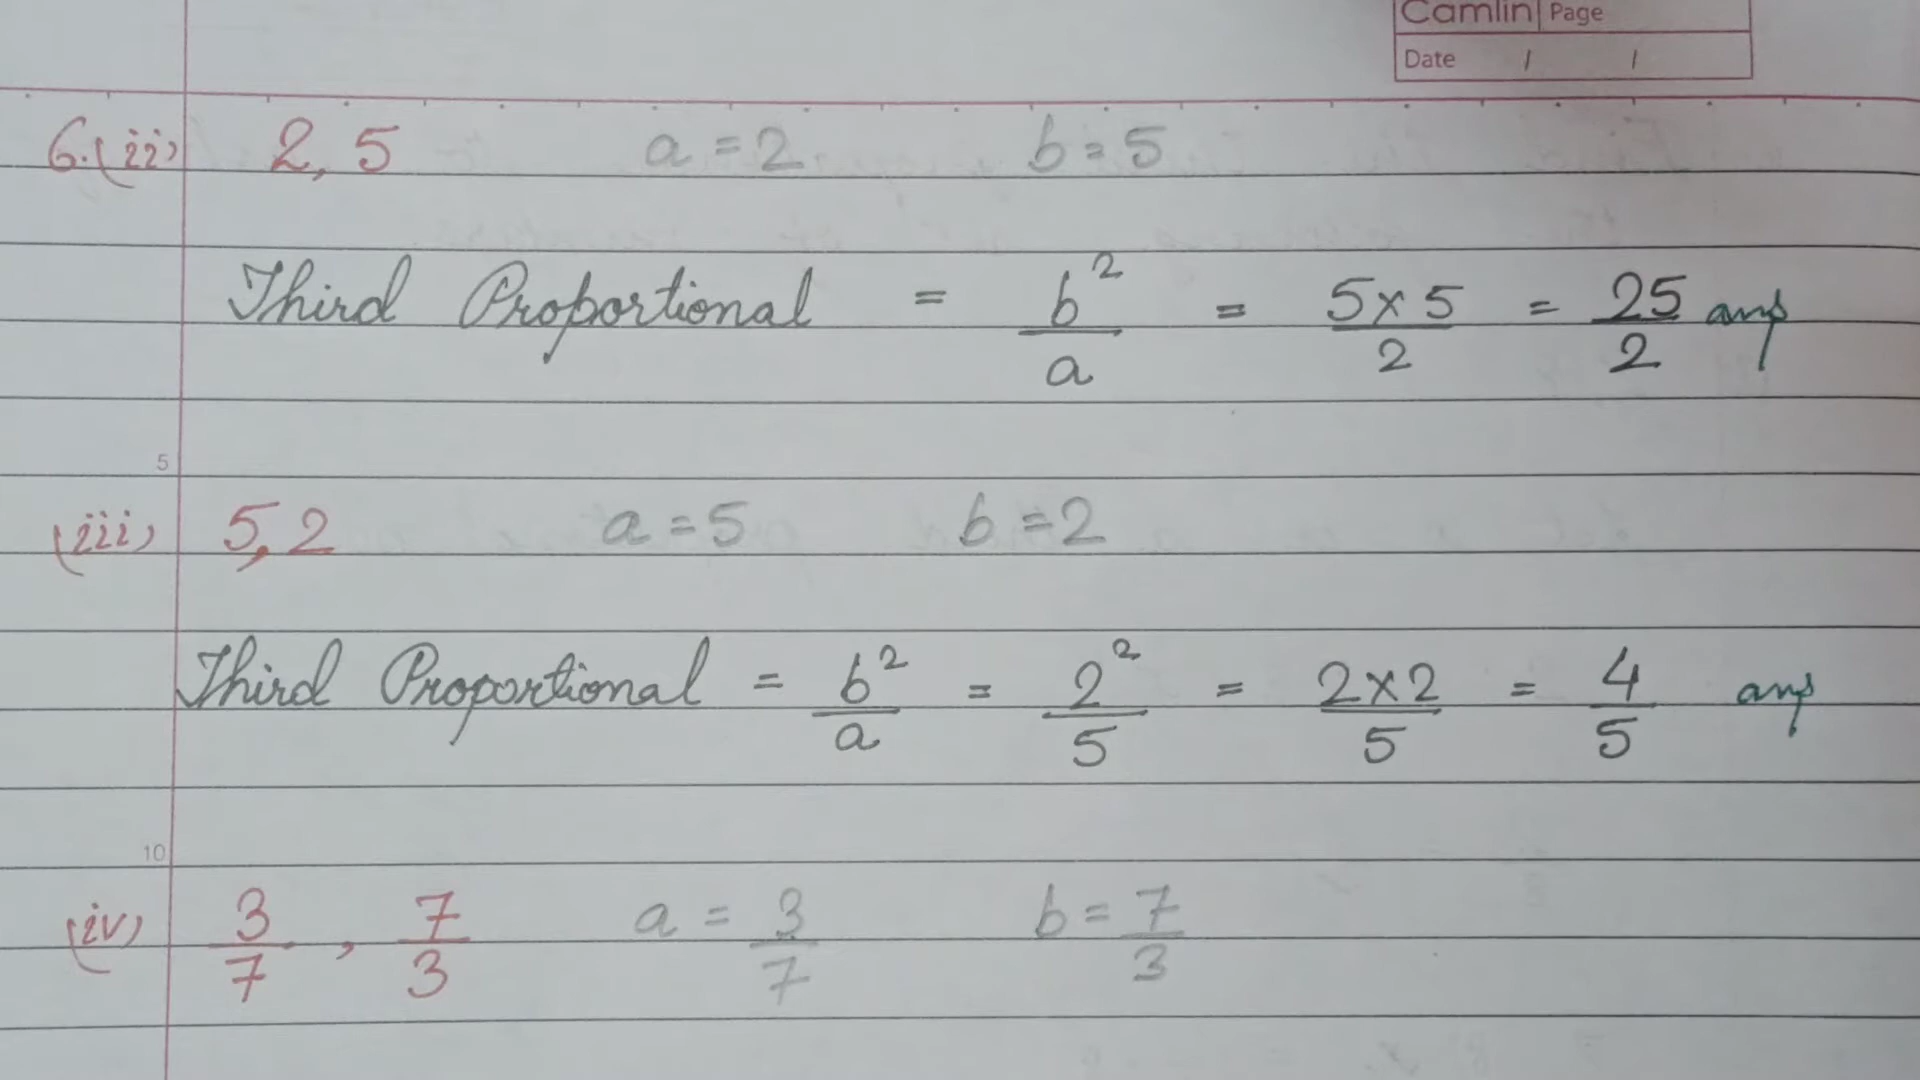 Camlin Page
Date / /
6.(ii) 2, 5 a = 2 b = 5
Third Proportional = b²/a = 5×5/2 = 25/2 ans
5
(iii) 5, 2 a = 5 b = 2
Third Proportional = b²/a = 2²/5 = 2×2/5 = 4/5 ans
10
(iv) 3/7 , 7/3 a = 3/7 b = 7/3